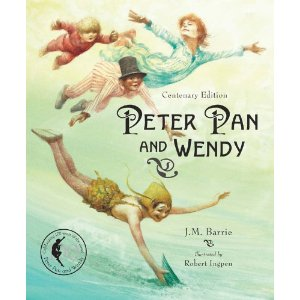 Centenary Edition
PETER PAN
AND WENDY
J.M. Barrie
illustrated by
Robert Ingpen